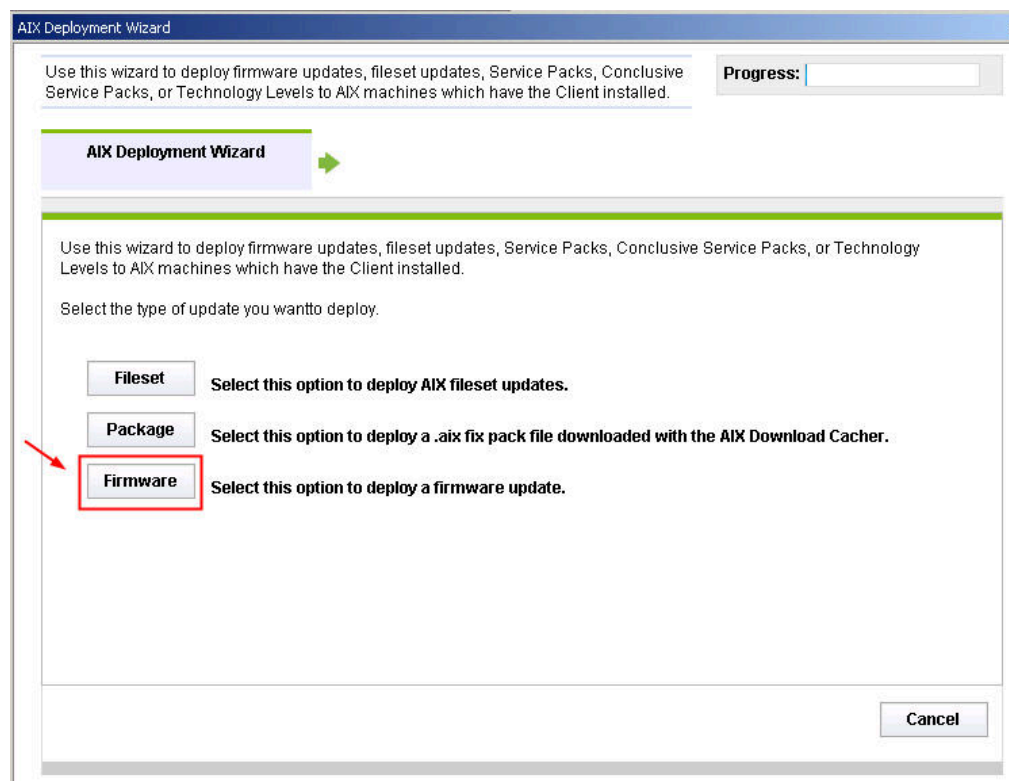 AIX Deployment Wizard
Use this wizard to deploy firmware updates, fileset updates, Service Packs, Conclusive
Service Packs, or Technology Levels to AIX machines which have the Client installed.
Progress:
AIX Deployment Wizard
Use this wizard to deploy firmware updates, fileset updates, Service Packs, Conclusive Service Packs, or Technology
Levels to AIX machines which have the Client installed.
Select the type of update you wantto deploy.
Fileset
Select this option to deploy AIX fileset updates.
Package
Select this option to deploy a .aix fix pack file downloaded with the AIX Download Cacher.
Firmware
Select this option to deploy a firmware update.
Cancel